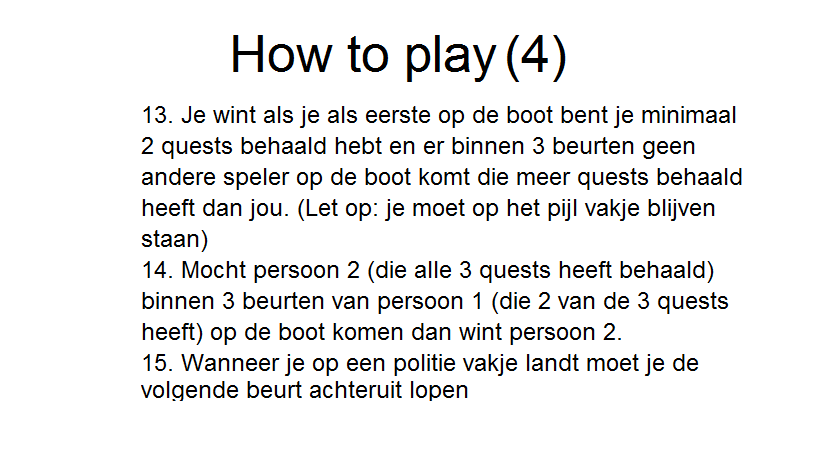 How to play (4)
13. Je wint als je als eerste op de boot bent je minimaal
2 quests behaald hebt en er binnen 3 beurten geen
andere speler op de boot komt die meer quests behaald
heeft dan jou. (Let op: je moet op het pijl vakje blijven
staan)
14. Mocht persoon 2 (die alle 3 quests heeft behaald)
binnen 3 beurten van persoon 1 (die 2 van de 3 quests
heeft) op de boot komen dan wint persoon 2.
15. Wanneer je op een politie vakje landt moet je de
volgende beurt achteruit lopen